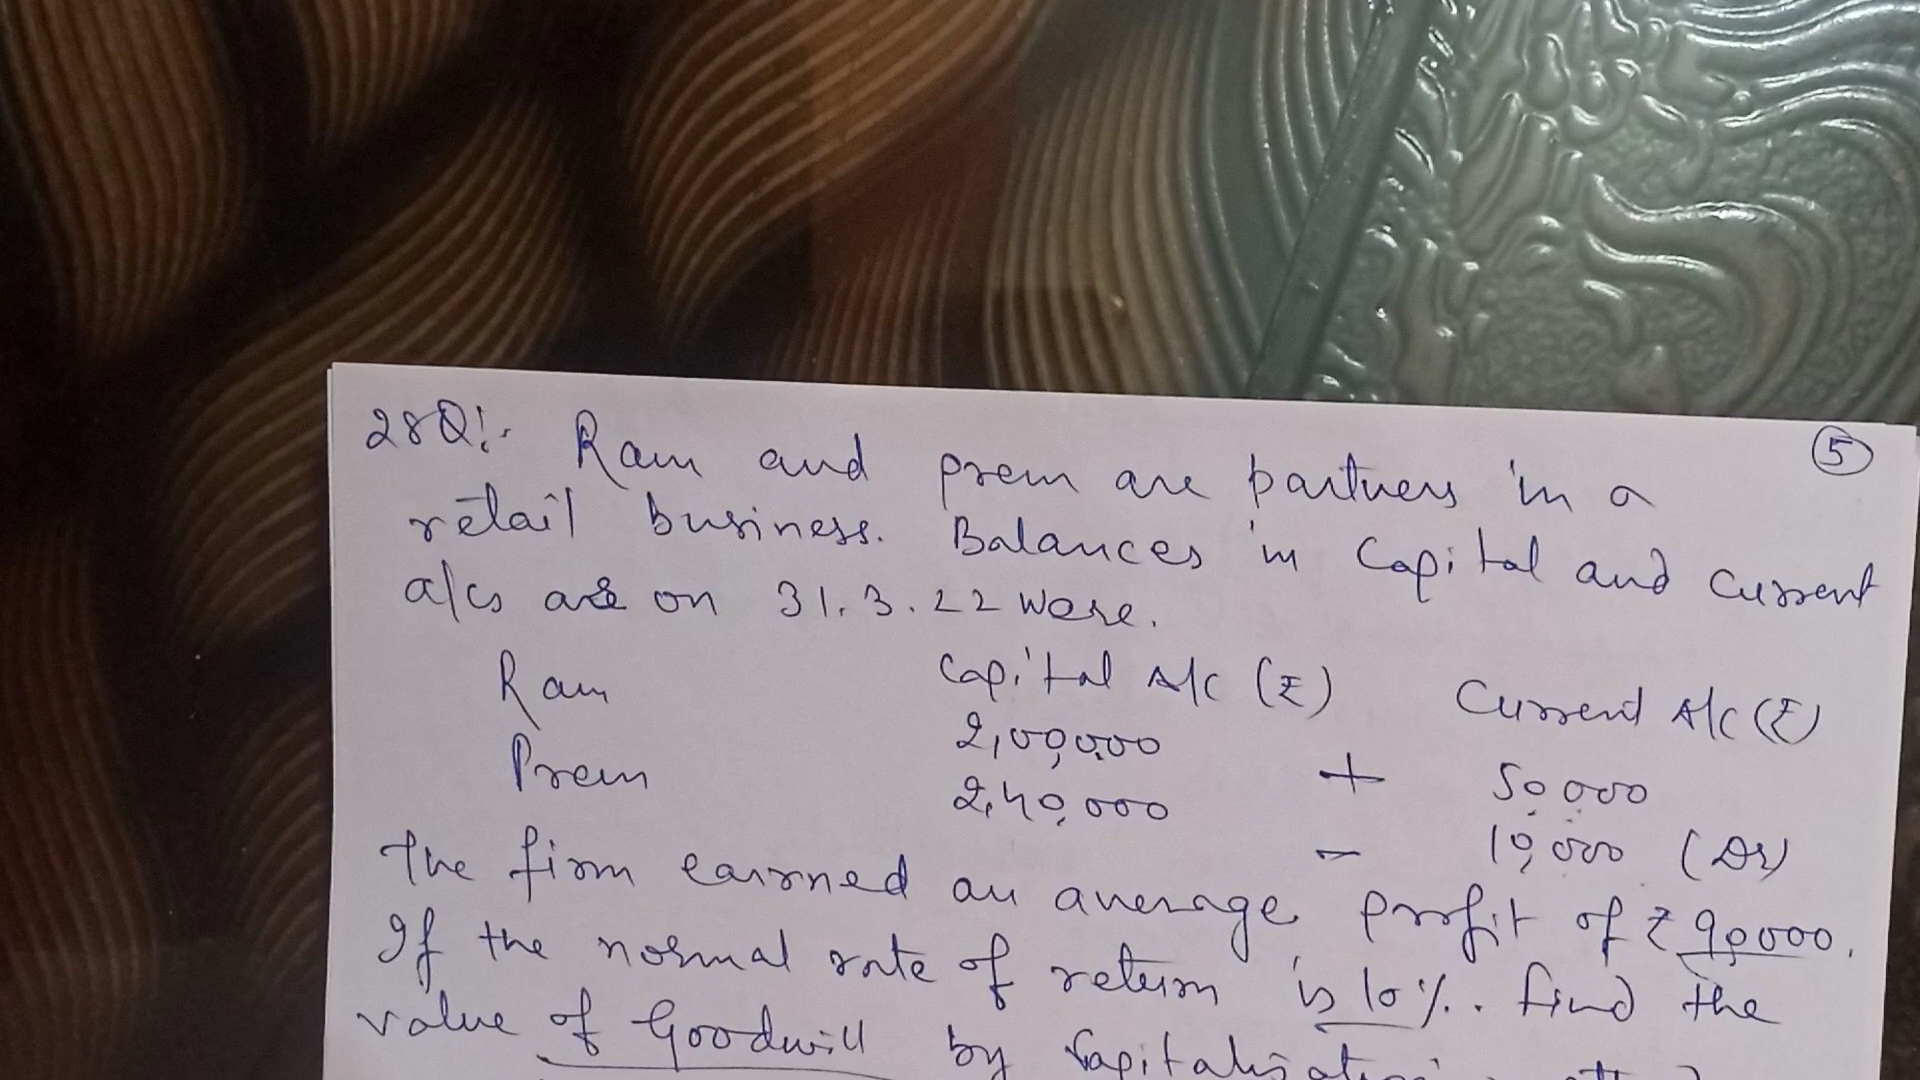 28Q:- Ram and prem are partners in a
retail business. Balances in Capital and Current
a/cs are on 31.3.22 were.
Ram Capital A/C (₹) Current A/C (₹)
Prem 2,00,000 + 50,000
2,40,000 - 10,000 (Dr)
The firm earned an average profit of ₹ 90,000.
If the normal rate of return is 10%. find the
value of Goodwill by Capitalisation
5